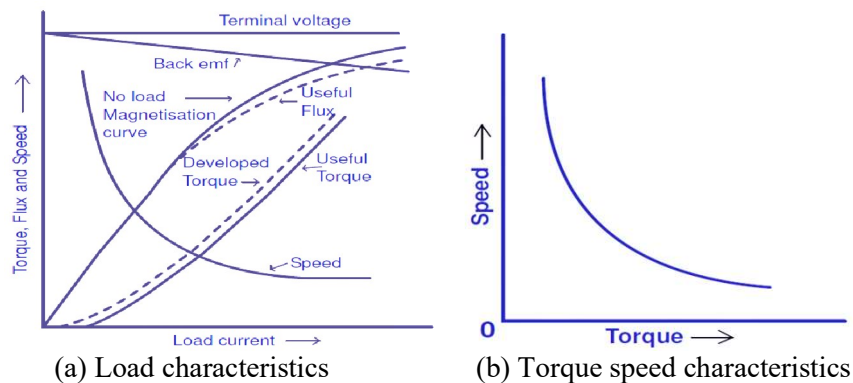 Terminal voltage
Back emf
No load
Magnetisation
curve
Useful
Flux
Developed
Torque
Useful
Torque
Speed
Torque, Flux and Speed
Load current
(a) Load characteristics
Speed
0
Torque
(b) Torque speed characteristics